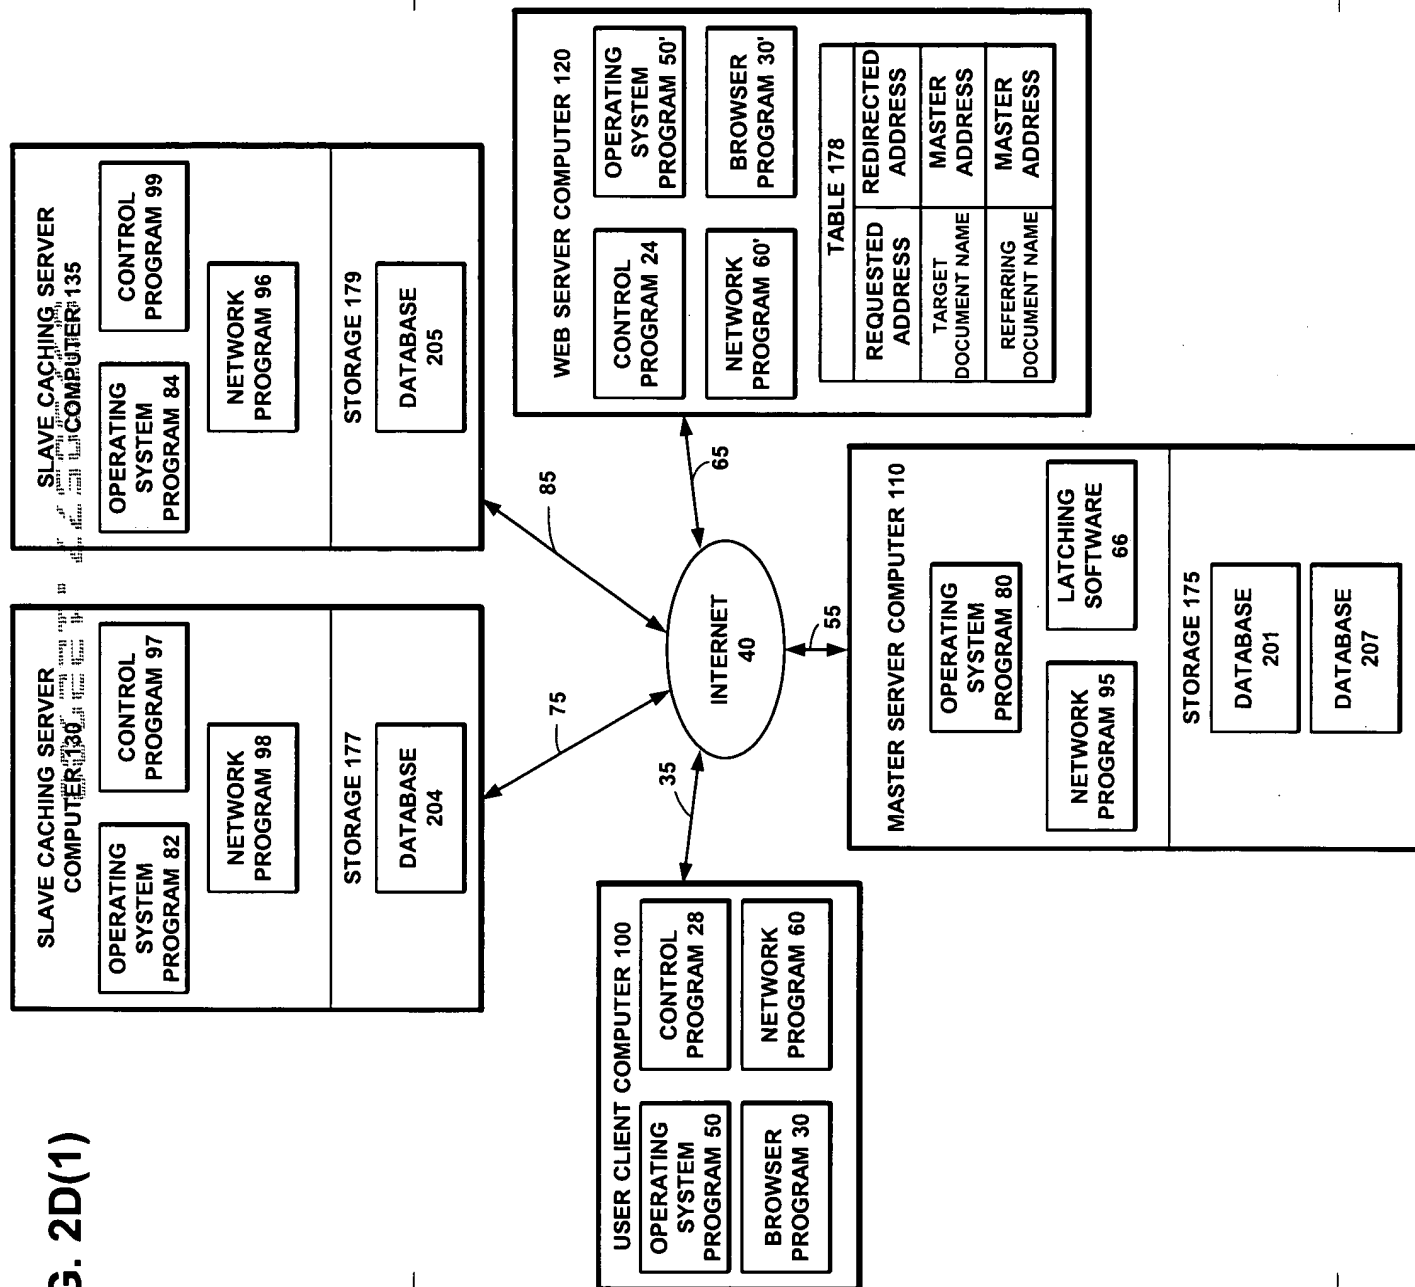 G. 2D(1)
SLAVE CACHING SERVER
COMPUTER 130
OPERATING
SYSTEM
PROGRAM 82
CONTROL
PROGRAM 97
NETWORK
PROGRAM 98
STORAGE 177
DATABASE
204
SLAVE CACHING SERVER
COMPUTER 135
OPERATING
SYSTEM
PROGRAM 84
CONTROL
PROGRAM 99
NETWORK
PROGRAM 96
STORAGE 179
DATABASE
205
75
85
USER CLIENT COMPUTER 100
OPERATING
SYSTEM
PROGRAM 50
CONTROL
PROGRAM 28
BROWSER
PROGRAM 30
NETWORK
PROGRAM 60
35
INTERNET
40
65
55
WEB SERVER COMPUTER 120
CONTROL
PROGRAM 24
OPERATING
SYSTEM
PROGRAM 50'
NETWORK
PROGRAM 60'
BROWSER
PROGRAM 30'
TABLE 178
REQUESTED
ADDRESS
REDIRECTED
ADDRESS
TARGET
DOCUMENT NAME
MASTER
ADDRESS
REFERRING
DOCUMENT NAME
MASTER
ADDRESS
MASTER SERVER COMPUTER 110
OPERATING
SYSTEM
PROGRAM 80
NETWORK
PROGRAM 95
LATCHING
SOFTWARE
66
STORAGE 175
DATABASE
201
DATABASE
207